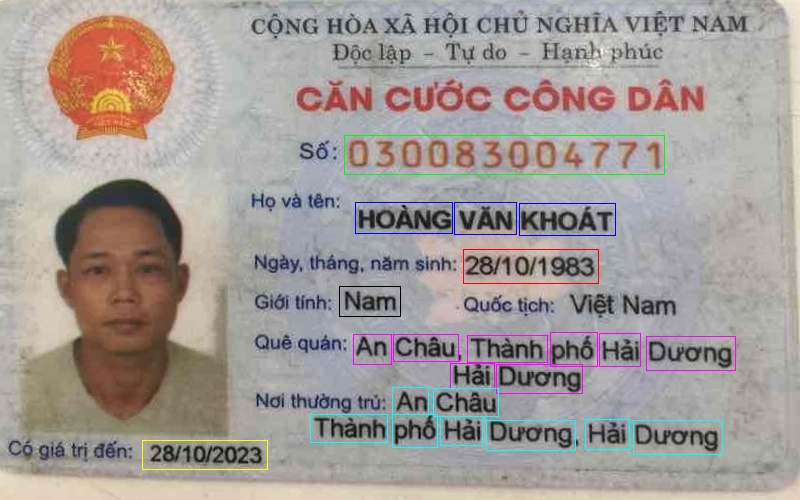 CỘNG HÒA XÃ HỘI CHỦ NGHĨA VIỆT NAM
Độc lập - Tự do - Hạnh phúc
CĂN CƯỚC CÔNG DÂN
Số: 030083004771
Họ và tên: HOÀNG VĂN KHOÁT
Ngày, tháng, năm sinh: 28/10/1983
Giới tính: Nam Quốc tịch: Việt Nam
Quê quán: An Châu, Thành phố Hải Dương
Hải Dương
Nơi thường trú: An Châu
Thành phố Hải Dương, Hải Dương
Có giá trị đến: 28/10/2023